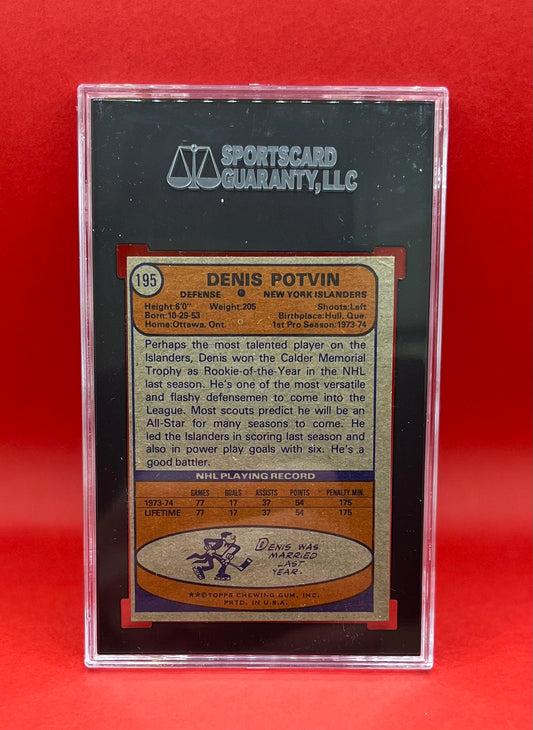 SPORTSCARD
GUARANTY, LLC
195
DENIS POTVIN
DEFENSE NEW YORK ISLANDERS
Height:6'0" Weight:205 Shoots:Left
Born:10-29-53 Birthplace:Hull, Que.
Home:Ottawa, Ont. 1st Pro Season:1973-74
Perhaps the most talented player on the
Islanders, Denis won the Calder Memorial
Trophy as Rookie-of-the-Year in the NHL
last season. He's one of the most versatile
and flashy defensemen to come into the
League. Most scouts predict he will be an
All-Star for many seasons to come. He
led the Islanders in scoring last season and
also in power play goals with six. He's a
good battler.
NHL PLAYING RECORD
GAMES GOALS ASSISTS POINTS PENALTY MIN.
1973-74 77 17 37 54 175
LIFETIME 77 17 37 54 175
DENIS WAS
MARRIED
LAST
YEAR.
**©TOPPS CHEWING GUM, INC.
PRTD. IN U.S.A.